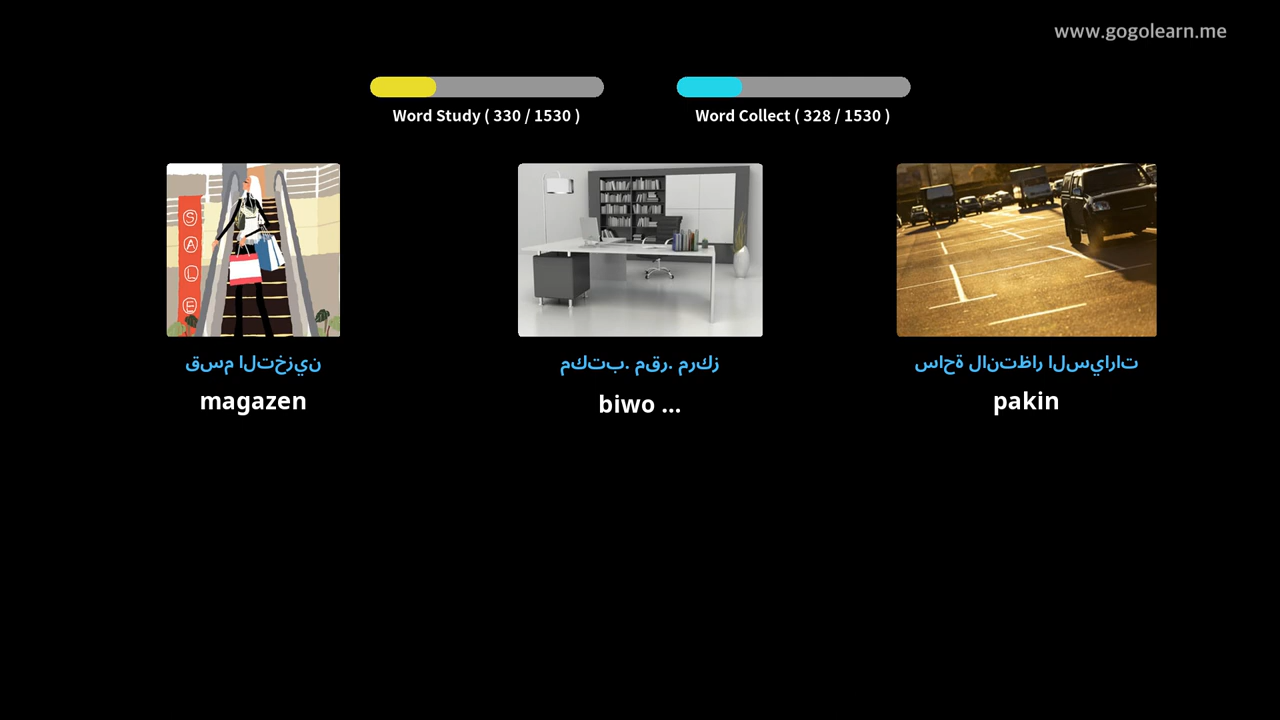 www.gogolearn.me
Word Study ( 330 / 1530 )
Word Collect ( 328 / 1530 )
S
A
L
E
قسم التخزين
مكتب. مقر. مركز
ساحة لانتظار السيارات
magazen
biwo ...
pakin